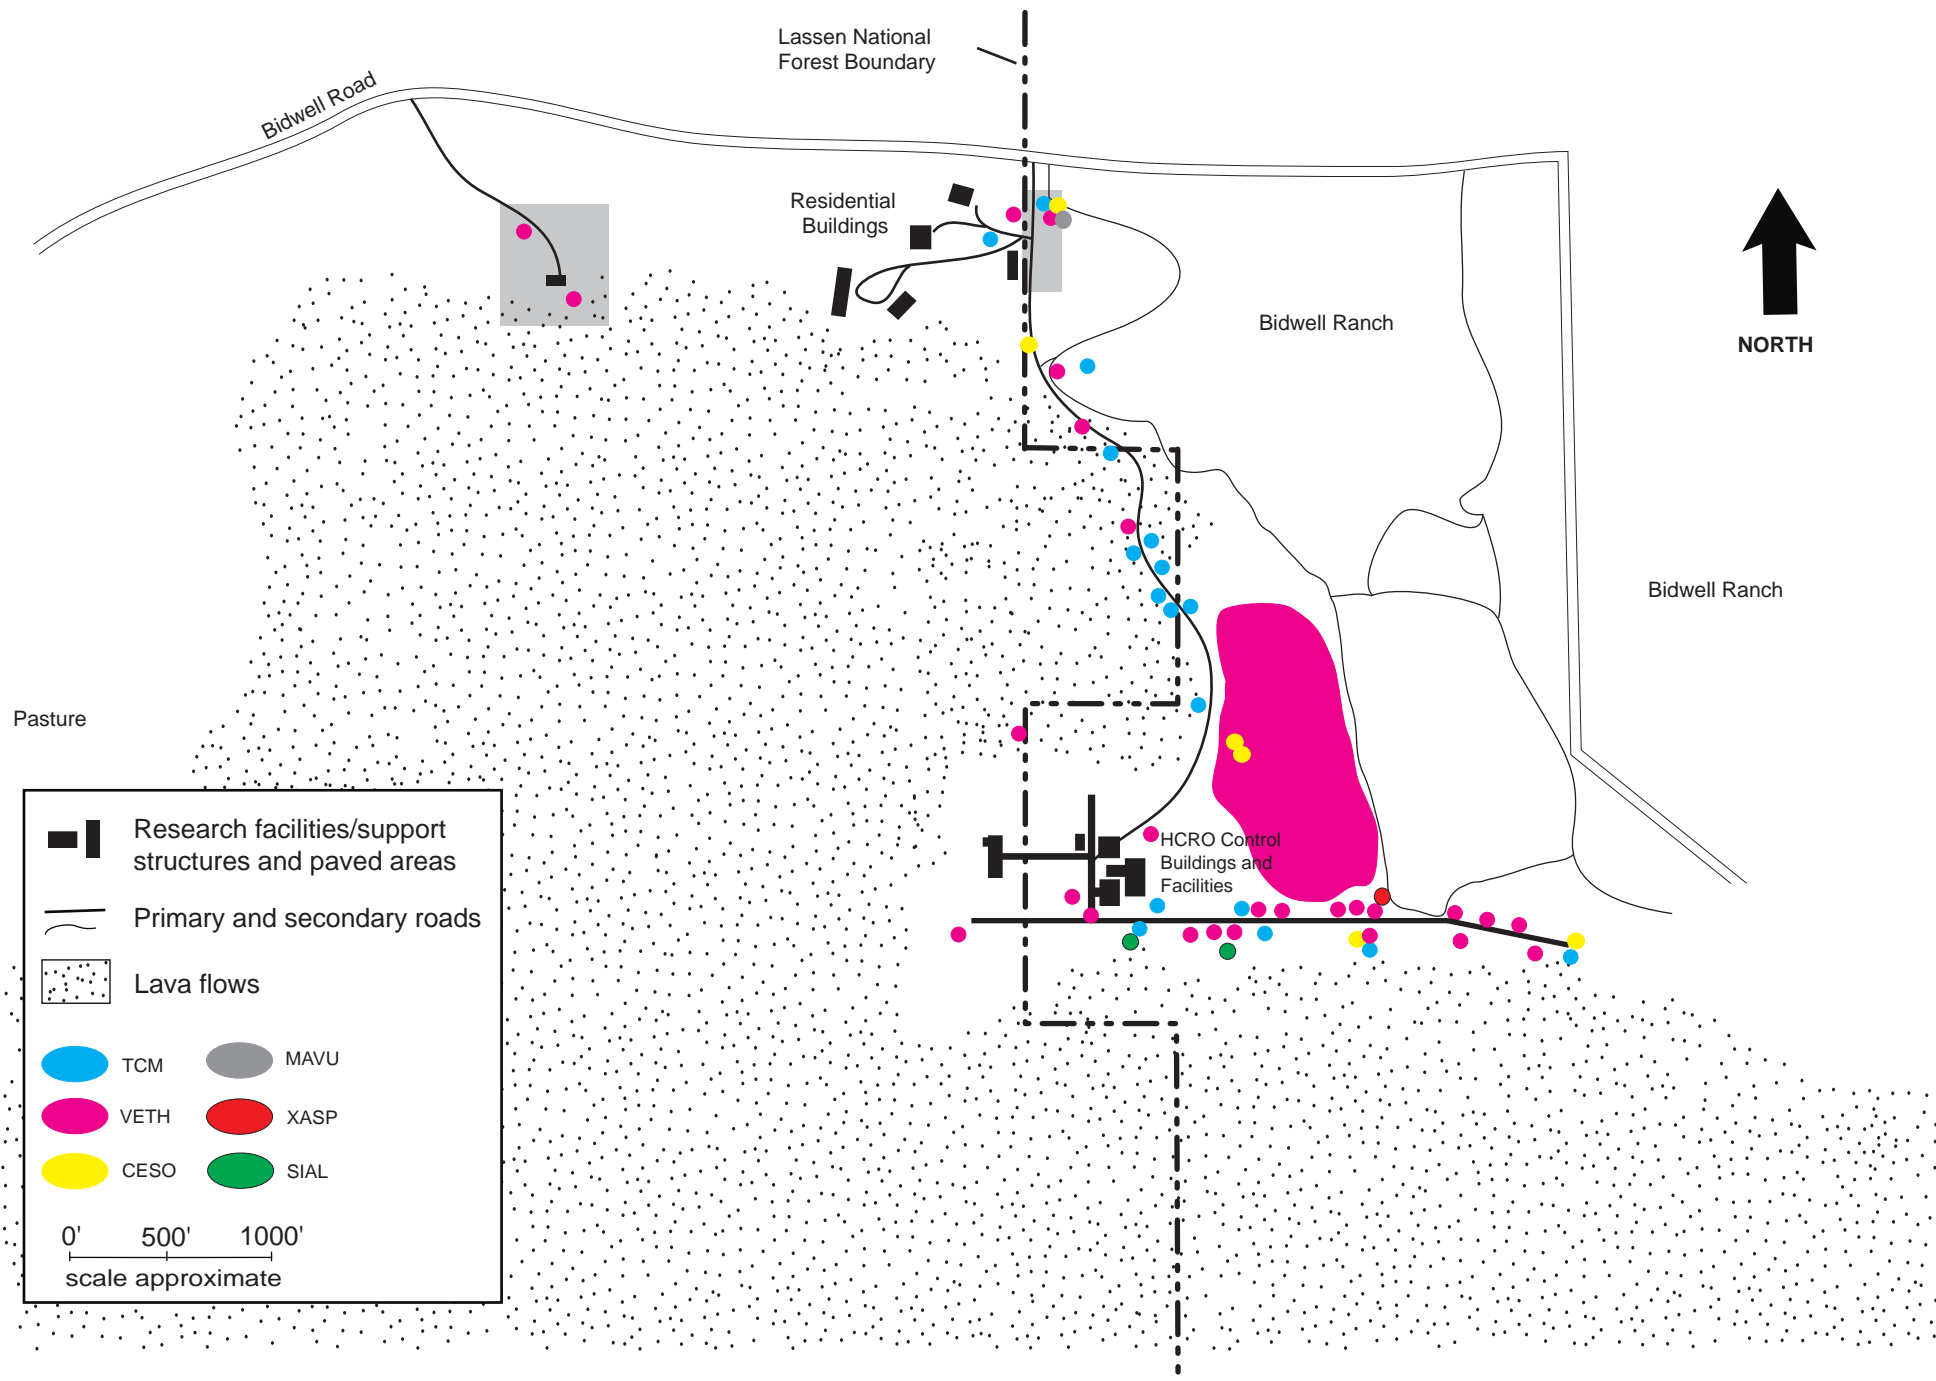 Lassen National
Forest Boundary
Bidwell Road
Residential
Buildings
Bidwell Ranch
NORTH
Bidwell Ranch
Pasture
HCRO Control
Buildings and
Facilities
Research facilities/support
structures and paved areas
Primary and secondary roads
Lava flows
TCM
MAVU
VETH
XASP
CESO
SIAL
0' 500' 1000'
scale approximate